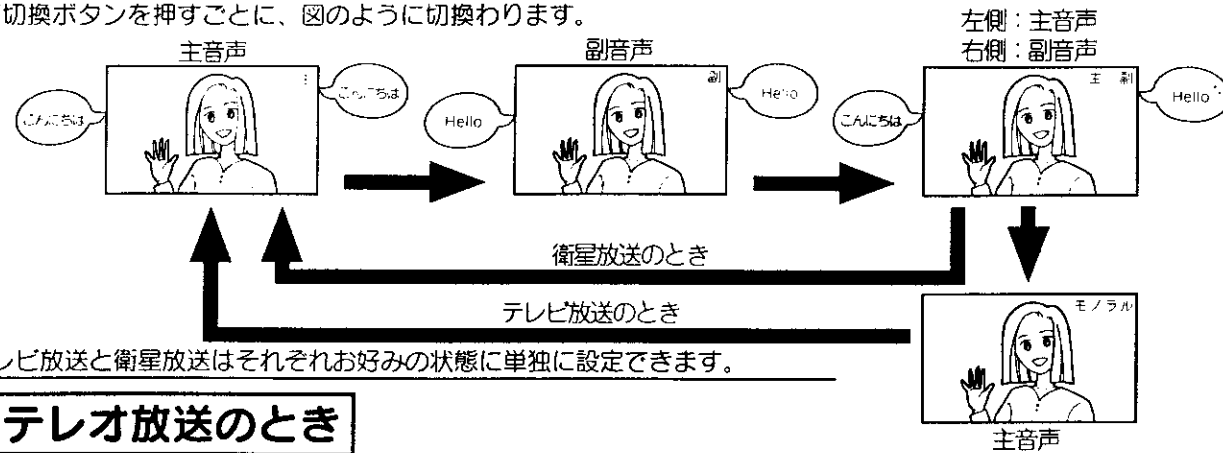 切換ボタンを押すごとに、図のように切換わります。
左側：主音声
右側：副音声
主音声
副音声
こんにちは
こんにちは
Hello
副
Hello
こんにちは
主 副
Hello
衛星放送のとき
テレビ放送のとき
モノラル
レビ放送と衛星放送はそれぞれお好みの状態に単独に設定できます。
テレオ放送のとき
主音声